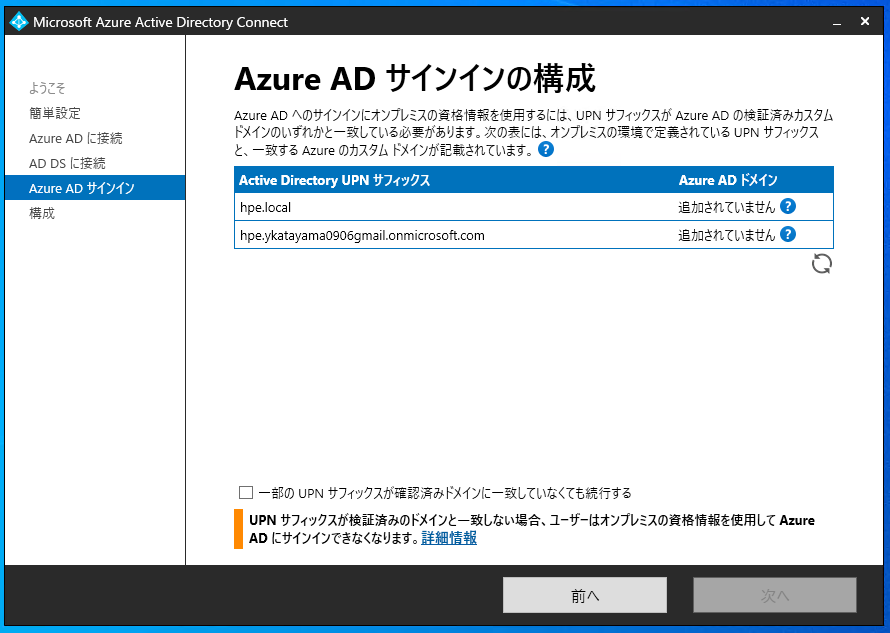 Microsoft Azure Active Directory Connect
ようこそ
簡単設定
Azure AD に接続
AD DS に接続
Azure AD サインイン
構成
Azure AD サインインの構成
Azure AD へのサインインにオンプレミスの資格情報を使用するには、UPN サフィックスが Azure AD の検証済みカスタム
ドメインのいずれかと一致している必要があります。次の表には、オンプレミスの環境で定義されている UPN サフィックス
と、一致する Azure のカスタム ドメインが記載されています。 ?
Active Directory UPN サフィックス Azure AD ドメイン
hpe.local 追加されていません ?
hpe.ykatayama0906gmail.onmicrosoft.com 追加されていません ?
一部の UPN サフィックスが確認済みドメインに一致していなくても続行する
UPN サフィックスが検証済みのドメインと一致しない場合、ユーザーはオンプレミスの資格情報を使用して Azure
AD にサインインできなくなります。詳細情報
前へ
次へ